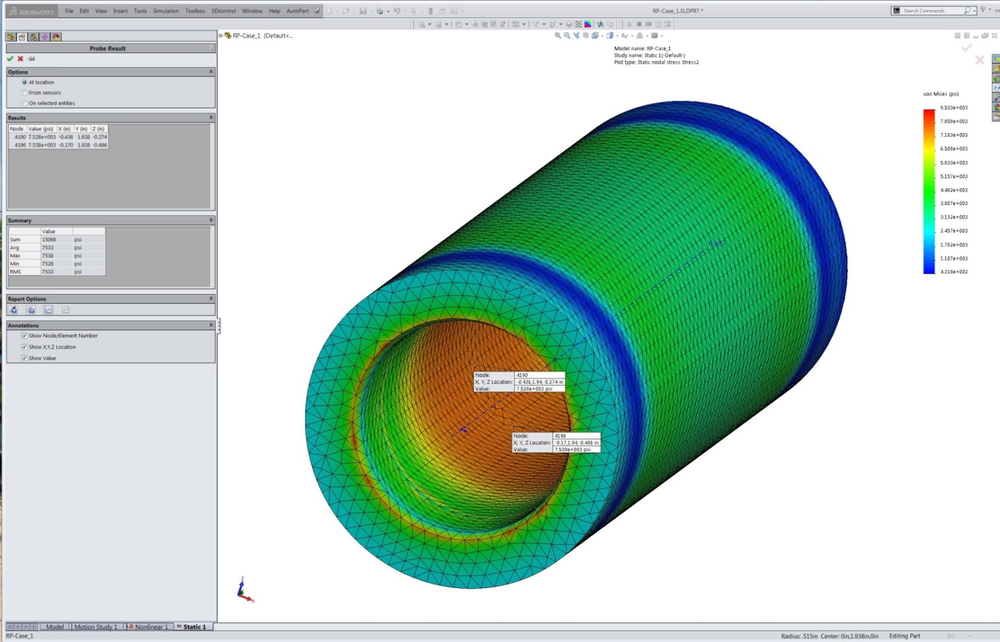 SOLIDWORKS File Edit View Insert Tools Simulation Toolbox 3Dcontrol Window Help AutoPart RP-Case_1.SLDPRT * Search Commands ?
RP-Case_1 (Default<...
Probe Result ?
Options
At location
From sensors
On selected entities
Results
Node Value (psi) X (in) Y (in) Z (in)
4190 7.528e+003 -0.436 1.938 -0.274
4196 7.538e+003 -0.170 1.938 -0.486
Summary
Value
Sum 15066 psi
Avg 7533 psi
Max 7538 psi
Min 7528 psi
RMS 7533 psi
Report Options
Annotations
Show Node/Element Number
Show X,Y,Z Location
Show Value
Model name: RP-Case_1
Study name: Static 1(-Default-)
Plot type: Static nodal stress Stress2
von Mises (psi)
8.533e+003
7.858e+003
7.183e+003
6.508e+003
5.833e+003
5.157e+003
4.482e+003
3.807e+003
3.132e+003
2.457e+003
1.782e+003
1.107e+003
4.318e+002
Node: 4190
X, Y, Z Location: -0.436,1.94,-0.274 in
Value: 7.528e+003 psi
Node: 4196
X, Y, Z Location: -0.17,1.94,-0.486 in
Value: 7.538e+003 psi
Z
X
Model Motion Study 1 Nonlinear 1 Static 1
RP-Case_1 Radius: .515in Center: 0in,1.938in,0in Editing Part IPS